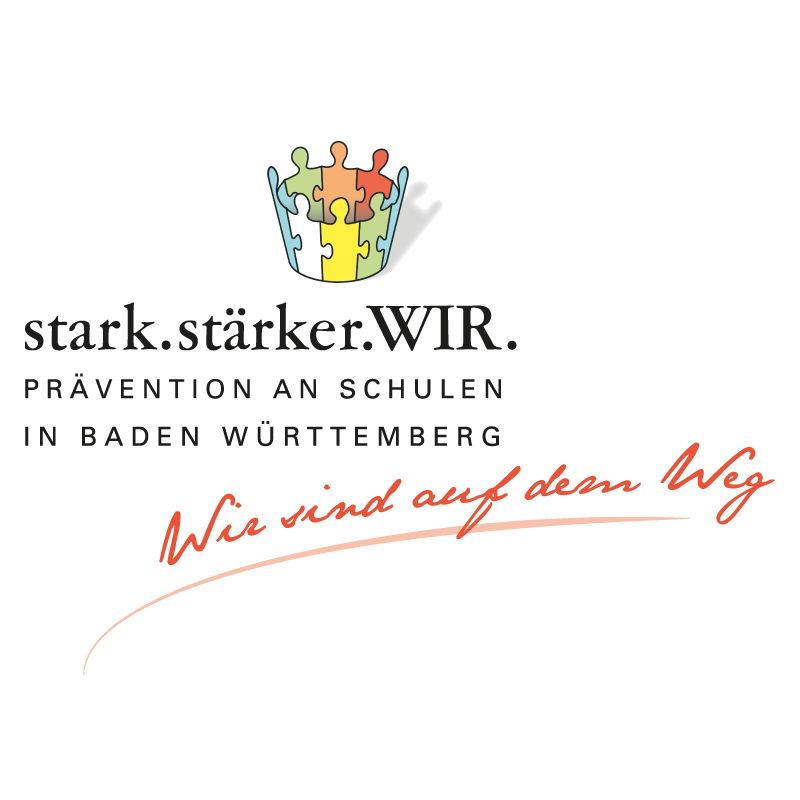 stark.stärker.WIR.
PRÄVENTION AN SCHULEN
IN BADEN WÜRTTEMBERG
Wir sind auf dem Weg